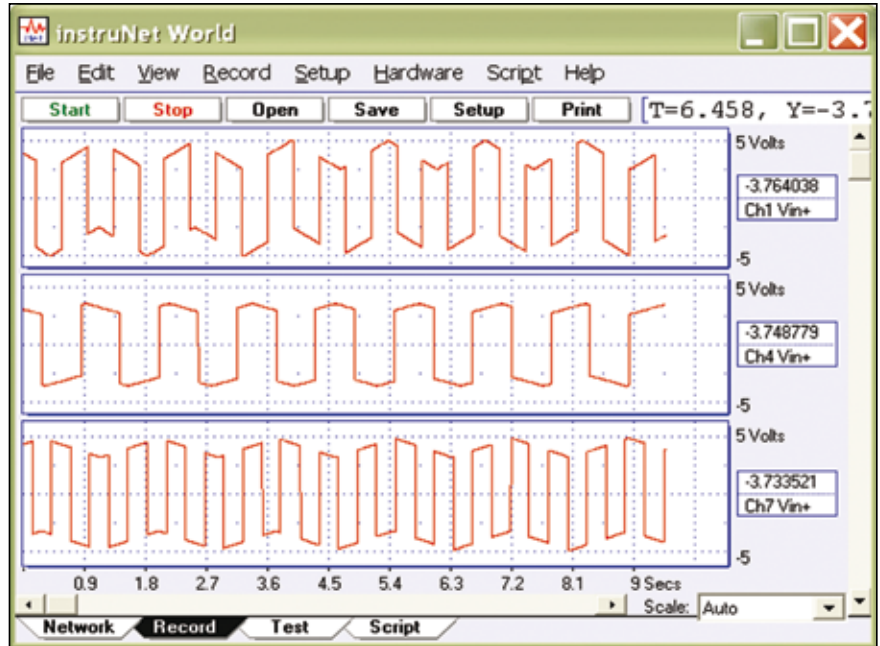 instruNet World
File Edit View Record Setup Hardware Script Help
Start Stop Open Save Setup Print T=6.458, Y=-3.7
5 Volts
-3.764038
Ch1 Vin+
-5
5 Volts
-3.748779
Ch4 Vin+
-5
5 Volts
-3.733521
Ch7 Vin+
-5
0.9 1.8 2.7 3.6 4.5 5.4 6.3 7.2 8.1 9 Secs
Scale: Auto
Network Record Test Script